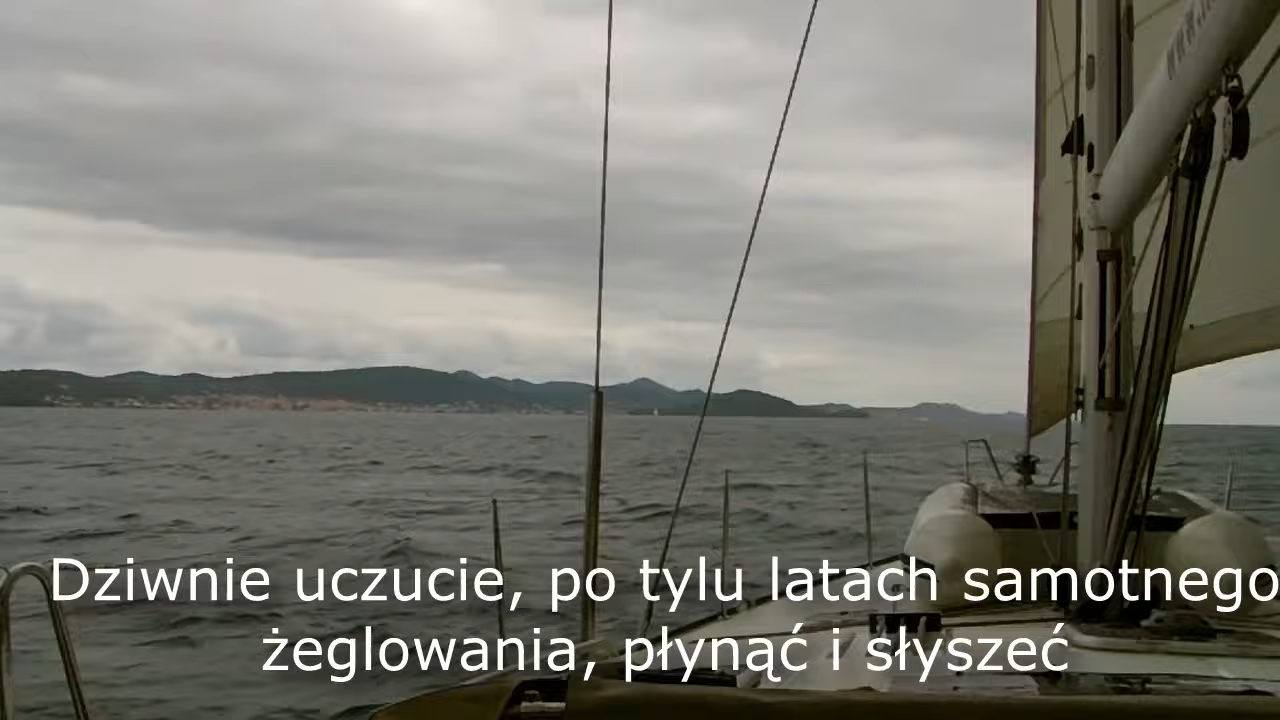 Dziwnie uczucie, po tylu latach samotnego
żeglowania, płynąć i słyszeć